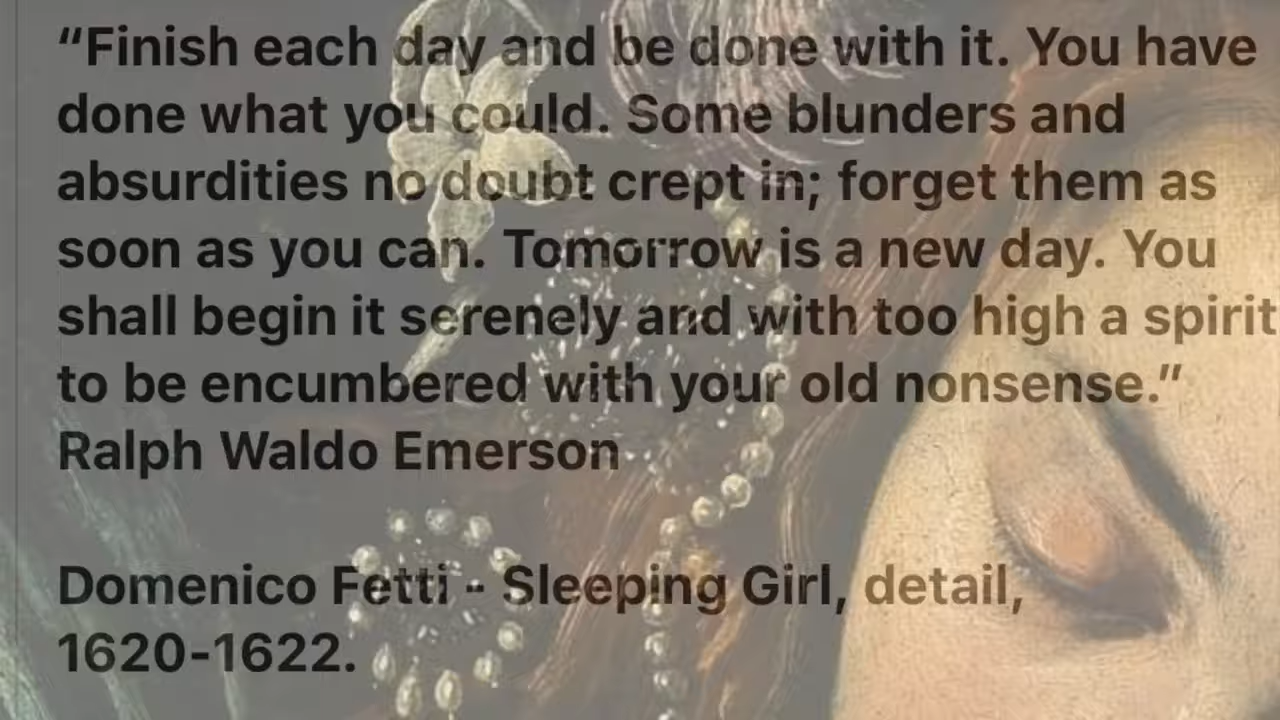 “Finish each day and be done with it. You have
done what you could. Some blunders and
absurdities no doubt crept in; forget them as
soon as you can. Tomorrow is a new day. You
shall begin it serenely and with too high a spirit
to be encumbered with your old nonsense.”
Ralph Waldo Emerson
Domenico Fetti - Sleeping Girl, detail,
1620-1622.